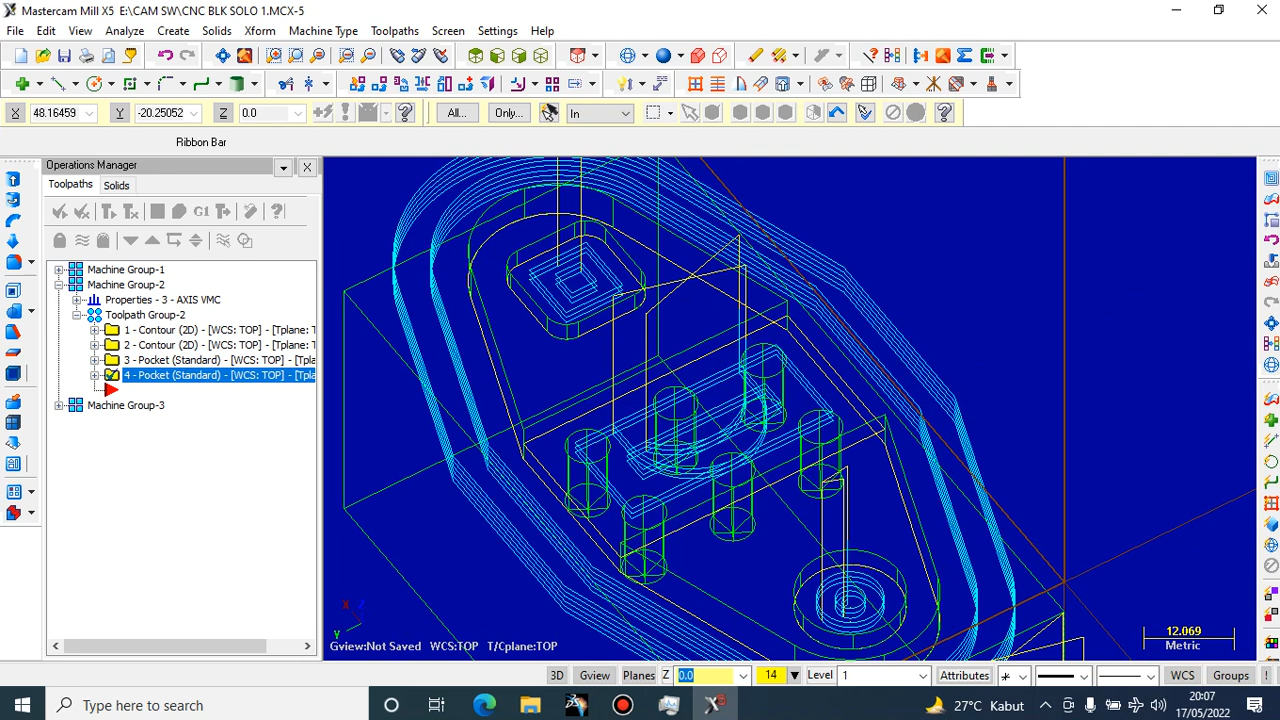 Mastercam Mill X5  E:\CAM SW\CNC BLK SOLO 1.MCX-5
File Edit View Analyze Create Solids Xform Machine Type Toolpaths Screen Settings Help
X 48.16459 Y -20.25052 Z 0.0 All... Only... In
Ribbon Bar
Operations Manager
Toolpaths Solids
G1
Machine Group-1
Machine Group-2
Properties - 3 - AXIS VMC
Toolpath Group-2
1 - Contour (2D) - [WCS: TOP] - [Tplane: T
2 - Contour (2D) - [WCS: TOP] - [Tplane: T
3 - Pocket (Standard) - [WCS: TOP] - [Tpla
4 - Pocket (Standard) - [WCS: TOP] - [Tpla
Machine Group-3
X Z
Y
Gview:Not Saved WCS:TOP T/Cplane:TOP
12.069
Metric
3D Gview Planes Z 0.0 14 Level 1 Attributes WCS Groups !
Type here to search
27°C Kabut
20:07
17/05/2022